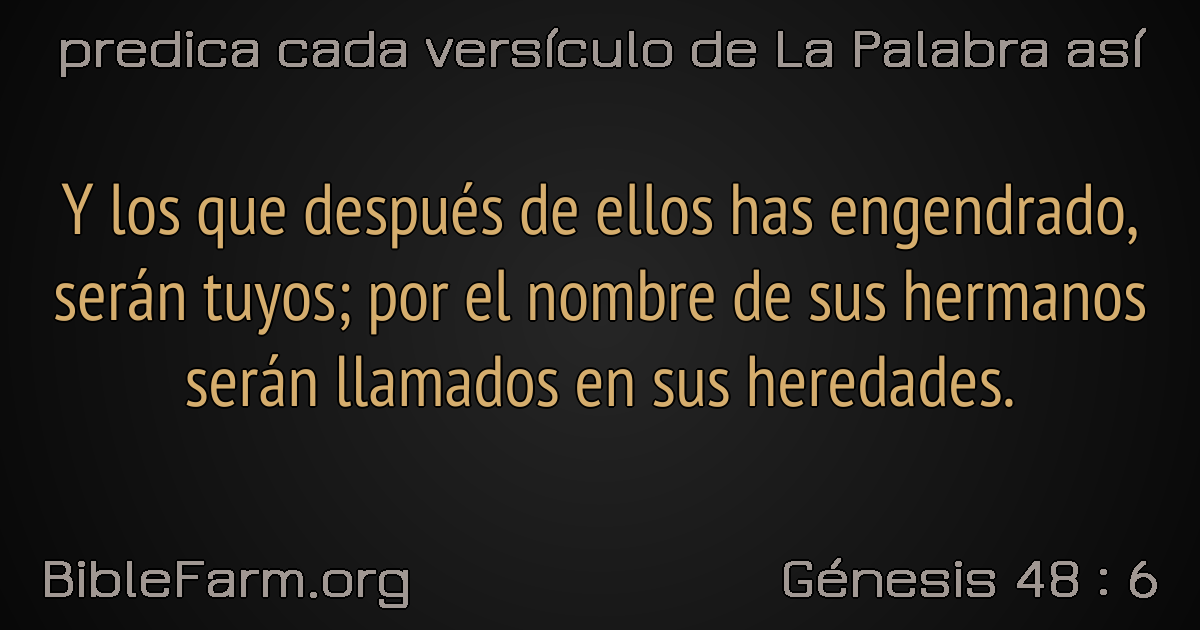 predica cada versículo de La Palabra así
Y los que después de ellos has engendrado,
serán tuyos; por el nombre de sus hermanos
serán llamados en sus heredades.
BibleFarm.org
Génesis 48 : 6